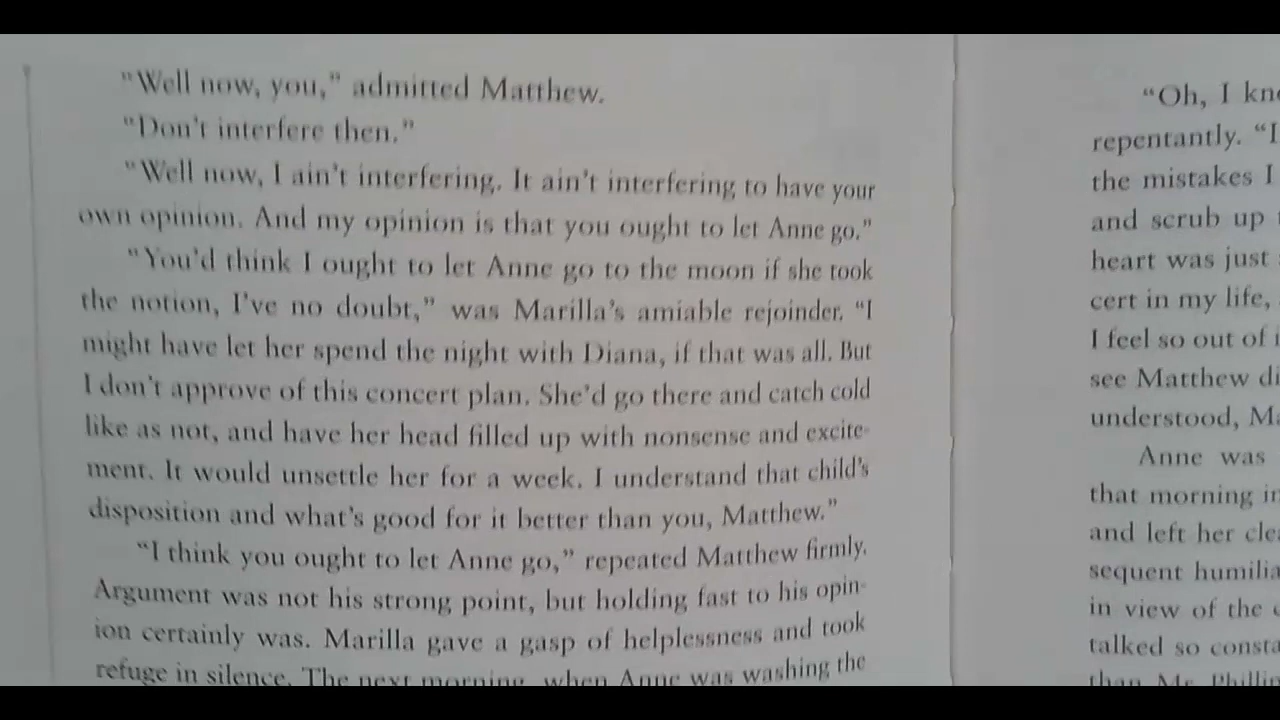 "Well now, you," admitted Matthew.
"Don't interfere then."
"Well now, I ain't interfering. It ain't interfering to have your
own opinion. And my opinion is that you ought to let Anne go."
"You'd think I ought to let Anne go to the moon if she took
the notion, I've no doubt," was Marilla's amiable rejoinder. "I
might have let her spend the night with Diana, if that was all. But
I don't approve of this concert plan. She'd go there and catch cold
like as not, and have her head filled up with nonsense and excite-
ment. It would unsettle her for a week. I understand that child's
disposition and what's good for it better than you, Matthew."
"I think you ought to let Anne go," repeated Matthew firmly.
Argument was not his strong point, but holding fast to his opin-
ion certainly was. Marilla gave a gasp of helplessness and took
refuge in silence. The next morning, when Anne was washing the
"Oh, I
repentantly.
the mistakes I
and scrub up
heart was just
cert in my life,
I feel so out of
see Matthew
understood,
Anne was
that morning
and left her
sequent
in view of the
talked so
than Mr.